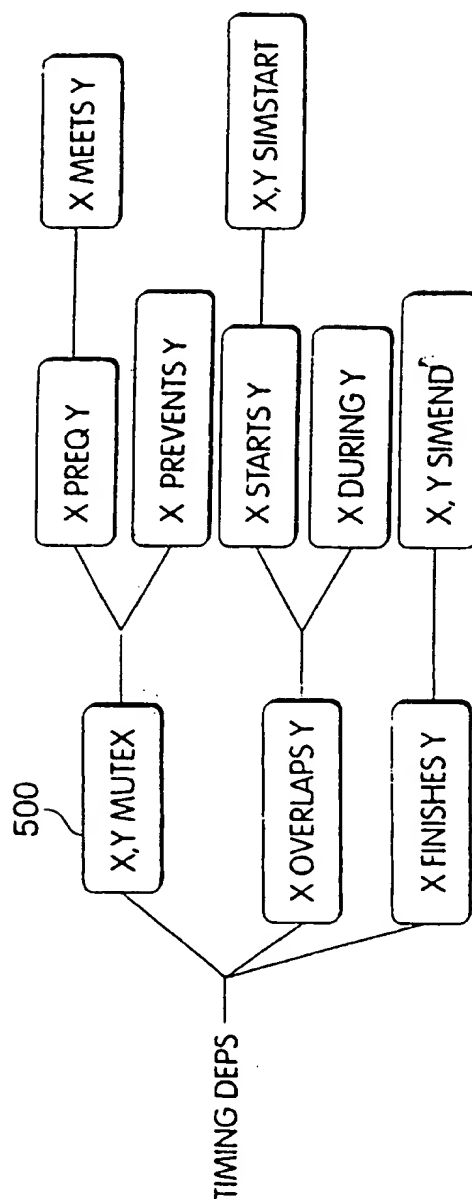 TIMING DEPS
500
X,Y MUTEX
X OVERLAPS Y
X FINISHES Y
X PREQ Y
X PREVENTS Y
X STARTS Y
X DURING Y
X, Y SIMEND
X MEETS Y
X,Y SIMSTART